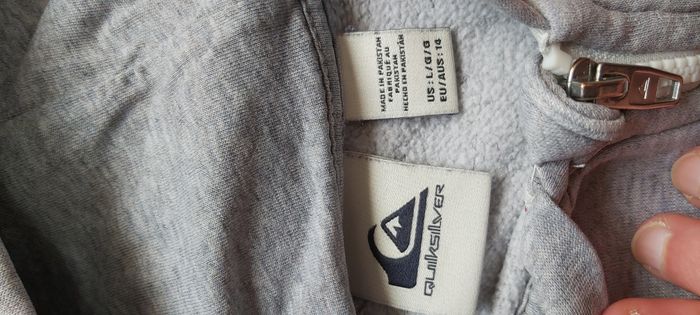 MADE IN PAKISTAN
FABRIQUÉ AU
PAKISTAN
HECHO EN PAKISTÁN
US : L / G / G
EU / AUS : 14
QUIKSILVER